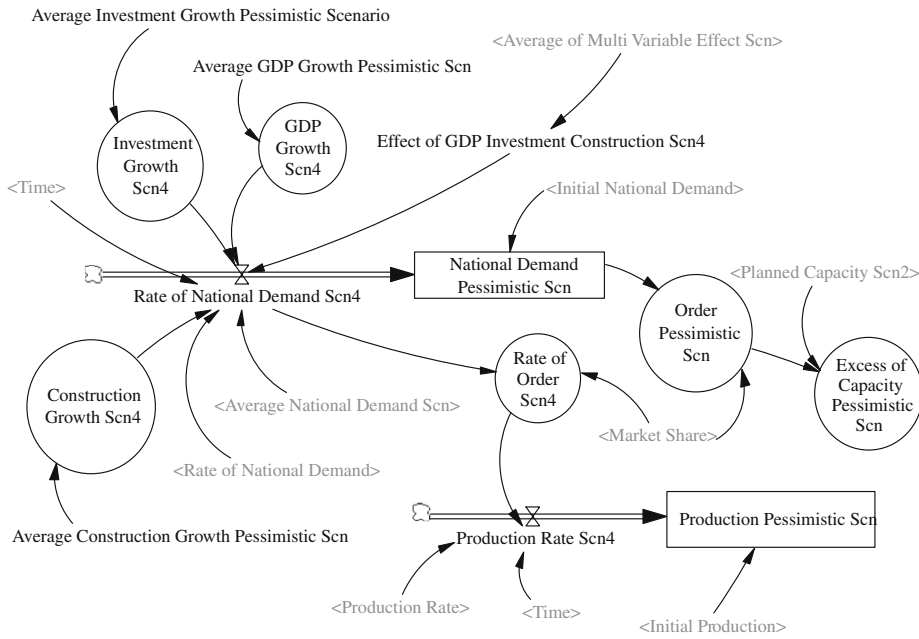 Average Investment Growth Pessimistic Scenario
<Average of Multi Variable Effect Scn>
Average GDP Growth Pessimistic Scn
GDP
Growth
Scn4
Investment
Growth
Scn4
Effect of GDP Investment Construction Scn4
<Time>
<Initial National Demand>
National Demand
Pessimistic Scn
<Planned Capacity Scn2>
Rate of National Demand Scn4
Order
Pessimistic
Scn
Rate of
Order
Scn4
Excess of
Capacity
Pessimistic
Scn
Construction
Growth Scn4
<Average National Demand Scn>
<Market Share>
<Rate of National Demand>
Average Construction Growth Pessimistic Scn
Production Pessimistic Scn
Production Rate Scn4
<Production Rate>
<Time>
<Initial Production>